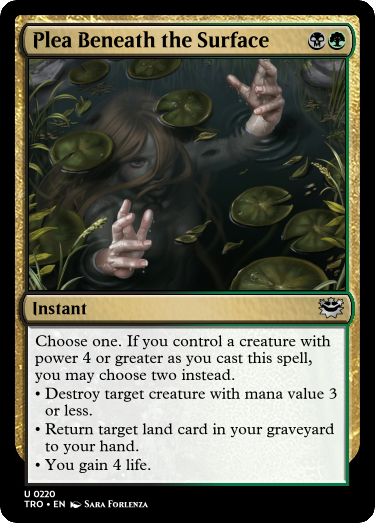 Plea Beneath the Surface
Instant
Choose one. If you control a creature with
power 4 or greater as you cast this spell,
you may choose two instead.
• Destroy target creature with mana value 3
or less.
• Return target land card in your graveyard
to your hand.
• You gain 4 life.
U 0220
TRO • EN Sara Forlenza